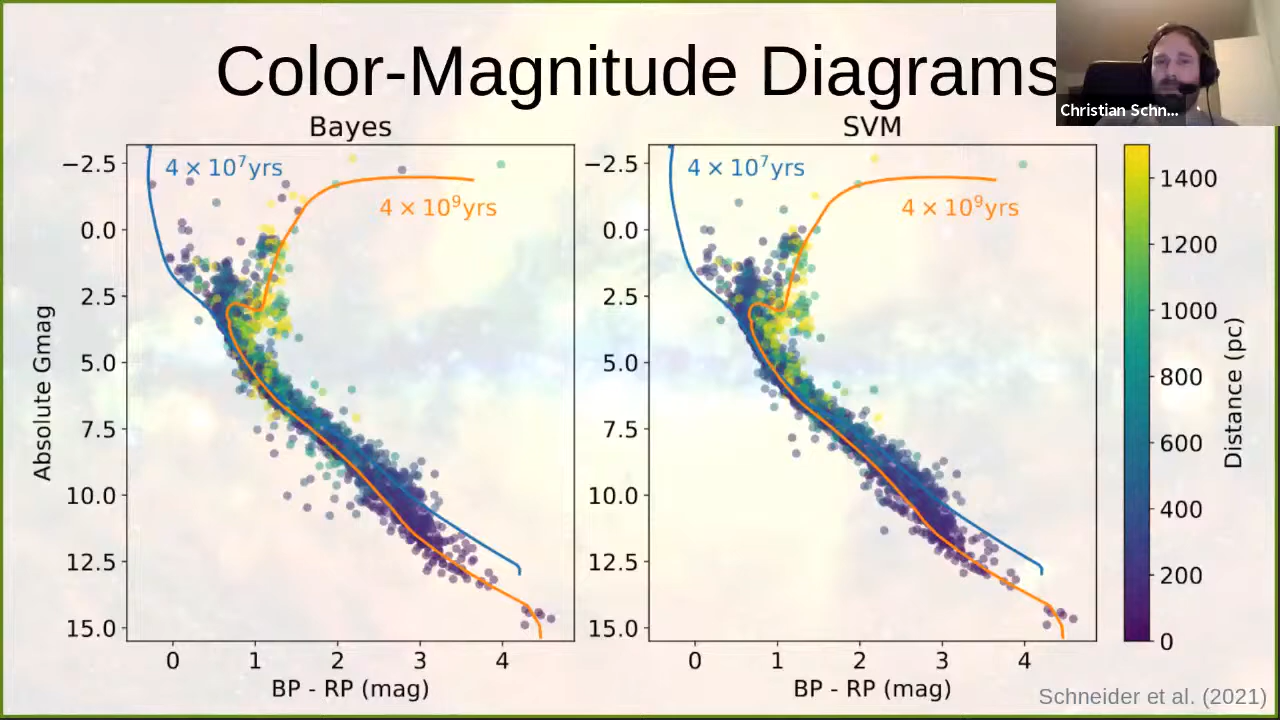 Color-Magnitude Diagrams
Christian Schn...
Bayes
SVM
4 × 10⁷yrs
4 × 10⁹yrs
4 × 10⁷yrs
4 × 10⁹yrs
−2.5
0.0
2.5
5.0
7.5
10.0
12.5
15.0
Absolute Gmag
0 1 2 3 4
BP - RP (mag)
−2.5
0.0
2.5
5.0
7.5
10.0
12.5
15.0
0 1 2 3 4
BP - RP (mag)
1400
1200
1000
800
600
400
200
0
Distance (pc)
Schneider et al. (2021)